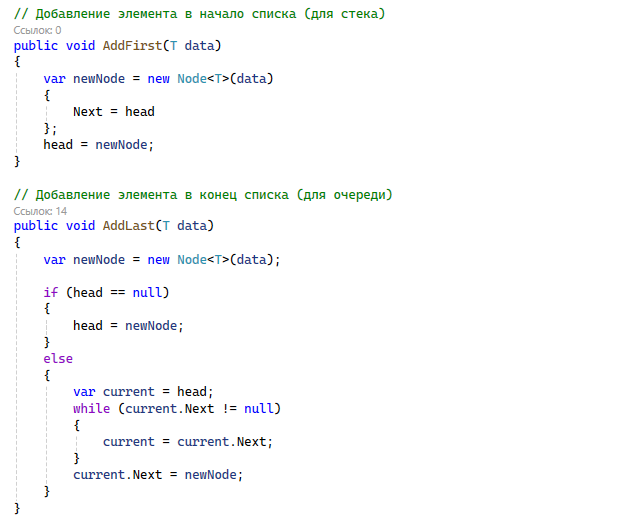 // Добавление элемента в начало списка (для стека)
Ссылок: 0
public void AddFirst(T data)
{
    var newNode = new Node<T>(data)
    {
        Next = head
    };
    head = newNode;
}

// Добавление элемента в конец списка (для очереди)
Ссылок: 14
public void AddLast(T data)
{
    var newNode = new Node<T>(data);

    if (head == null)
    {
        head = newNode;
    }
    else
    {
        var current = head;
        while (current.Next != null)
        {
            current = current.Next;
        }
        current.Next = newNode;
    }
}